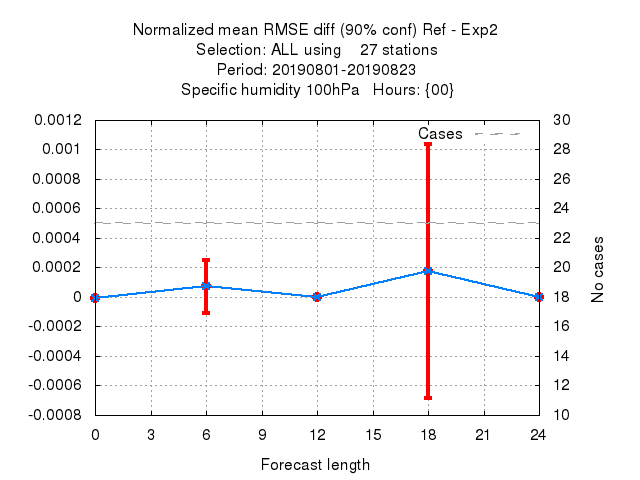 Normalized mean RMSE diff (90% conf) Ref - Exp2
Selection: ALL using    27 stations
Period: 20190801-20190823
Specific humidity 100hPa   Hours: {00}
0.0012
0.001
0.0008
0.0006
0.0004
0.0002
0
-0.0002
-0.0004
-0.0006
-0.0008
Cases
30
28
26
24
22
20
18
16
14
12
10
No cases
0 3 6 9 12 15 18 21 24
Forecast length